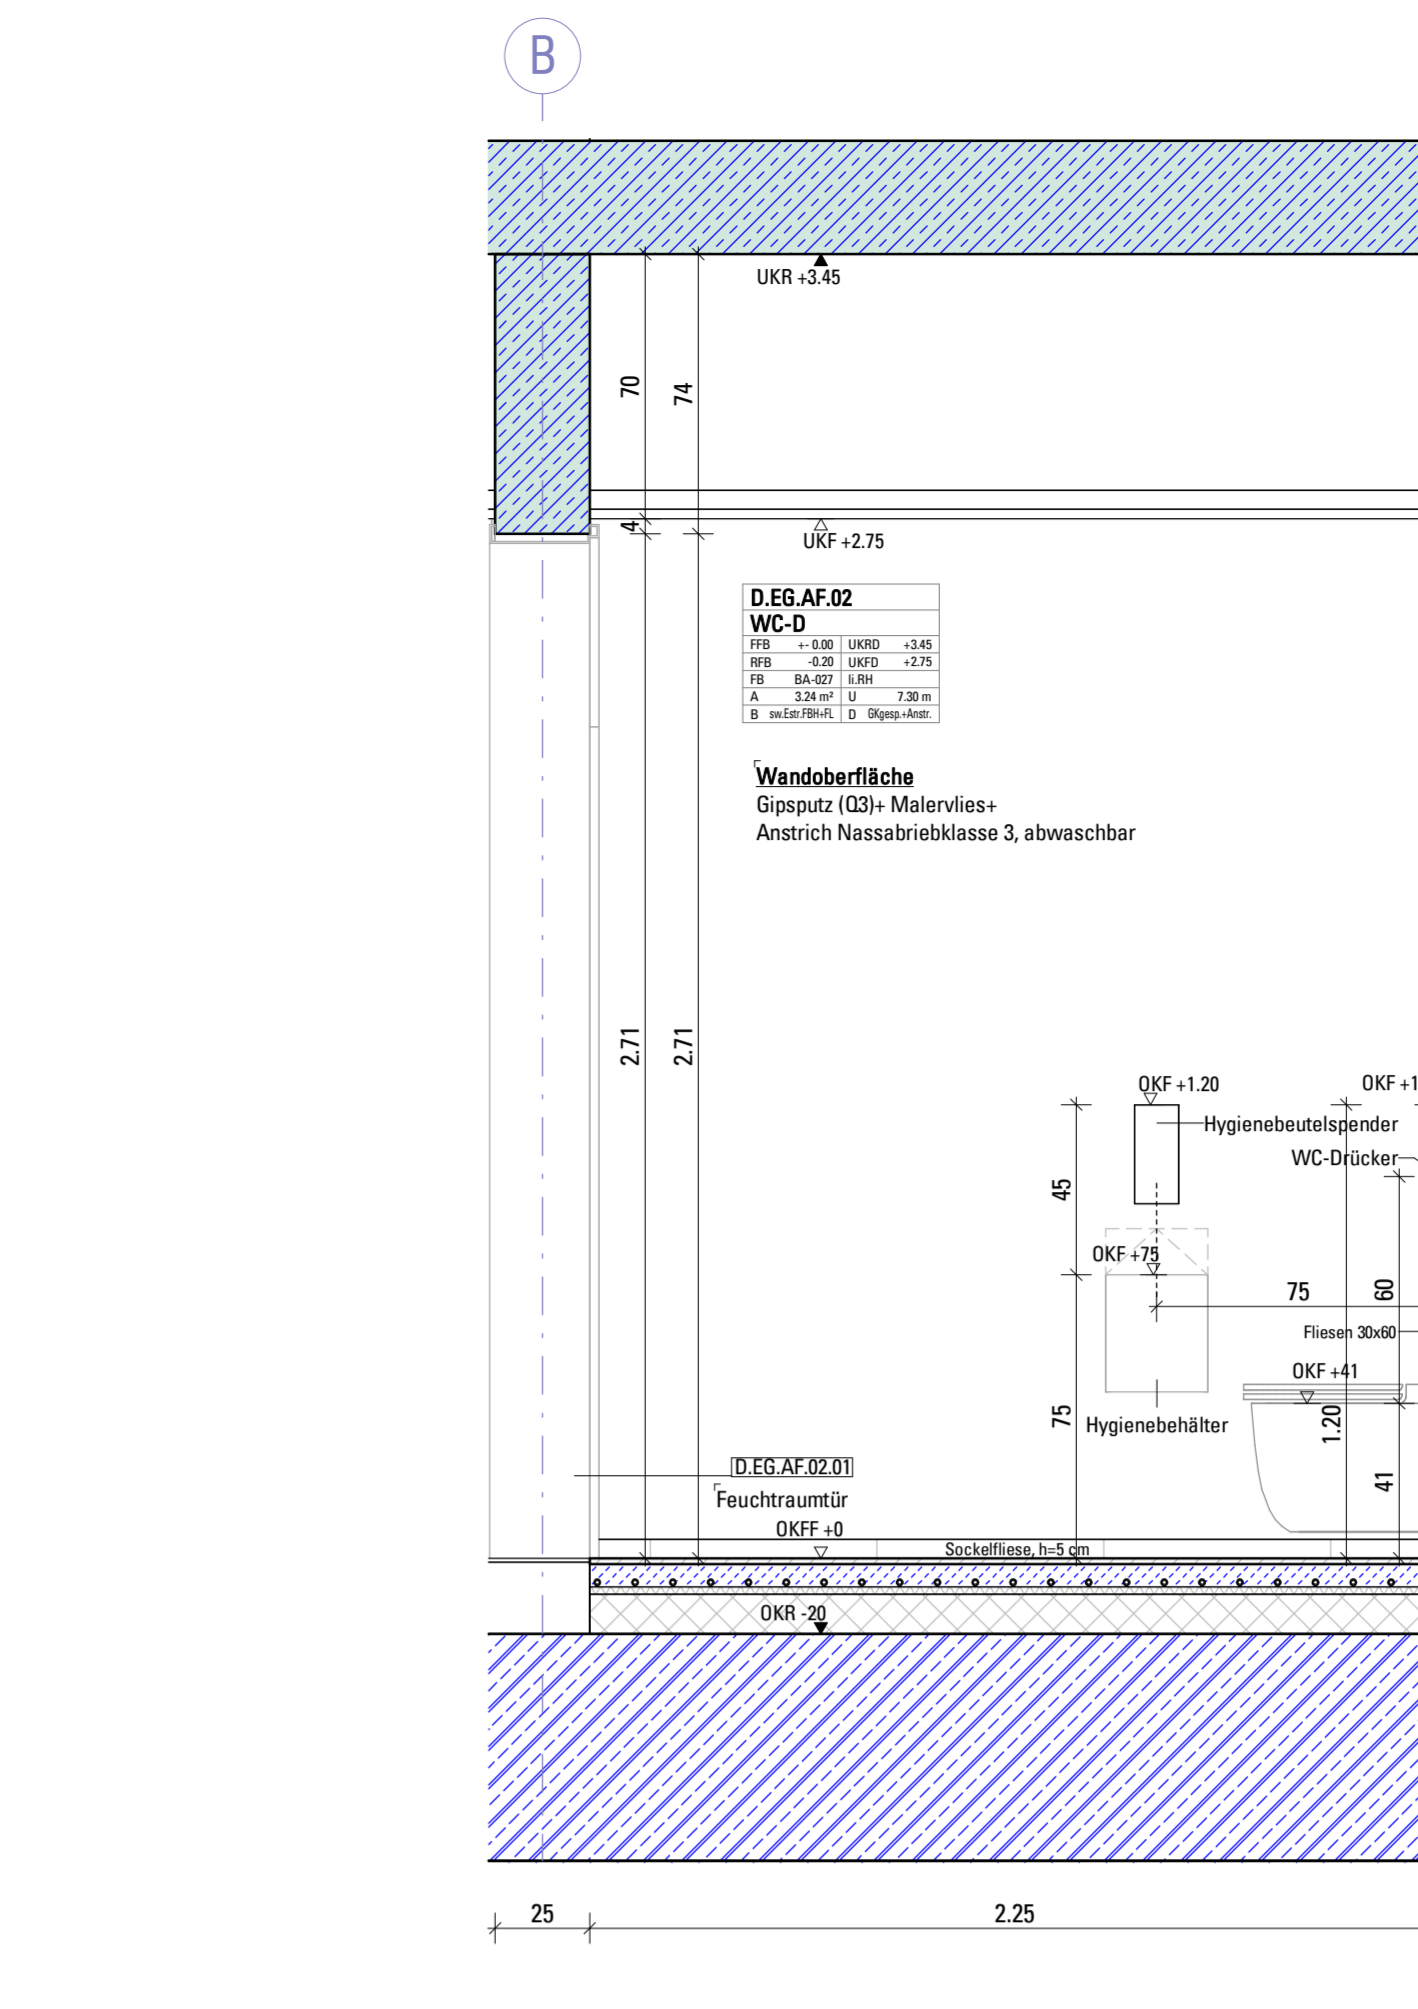 B
UKR +3.45
70
74
4
UKF +2.75
D.EG.AF.02
WC-D
FFB +- 0.00 UKRD +3.45
RFB -0.20 UKFD +2.75
FB BA-027 li.RH
A 3.24 m² U 7.30 m
B sw.Estr.FBH+FL D GKgesp.+Anstr.
Wandoberfläche
Gipsputz (Q3)+ Malervlies+
Anstrich Nassabriebklasse 3, abwaschbar
2.71
2.71
OKF +1.20
OKF +1
Hygienebeutelspender
WC-Drücker
45
OKF +75
75
60
Fliesen 30x60
OKF +41
75
Hygienebehälter
1.20
41
D.EG.AF.02.01
Feuchtraumtür
OKFF +0
Sockelfliese, h=5 cm
OKR -20
25
2.25